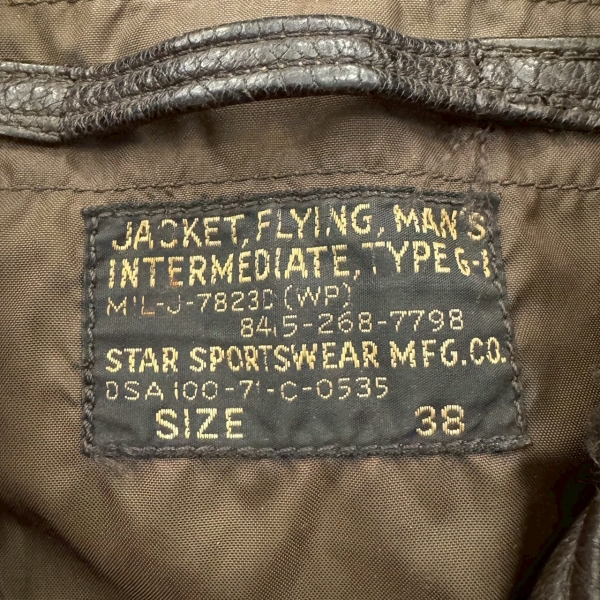 JACKET, FLYING, MAN'S
INTERMEDIATE, TYPE G-1
MIL-J-7823D (WP)
8415-268-7798
STAR SPORTSWEAR MFG. CO.
DSA 100-71-C-0535
SIZE 38